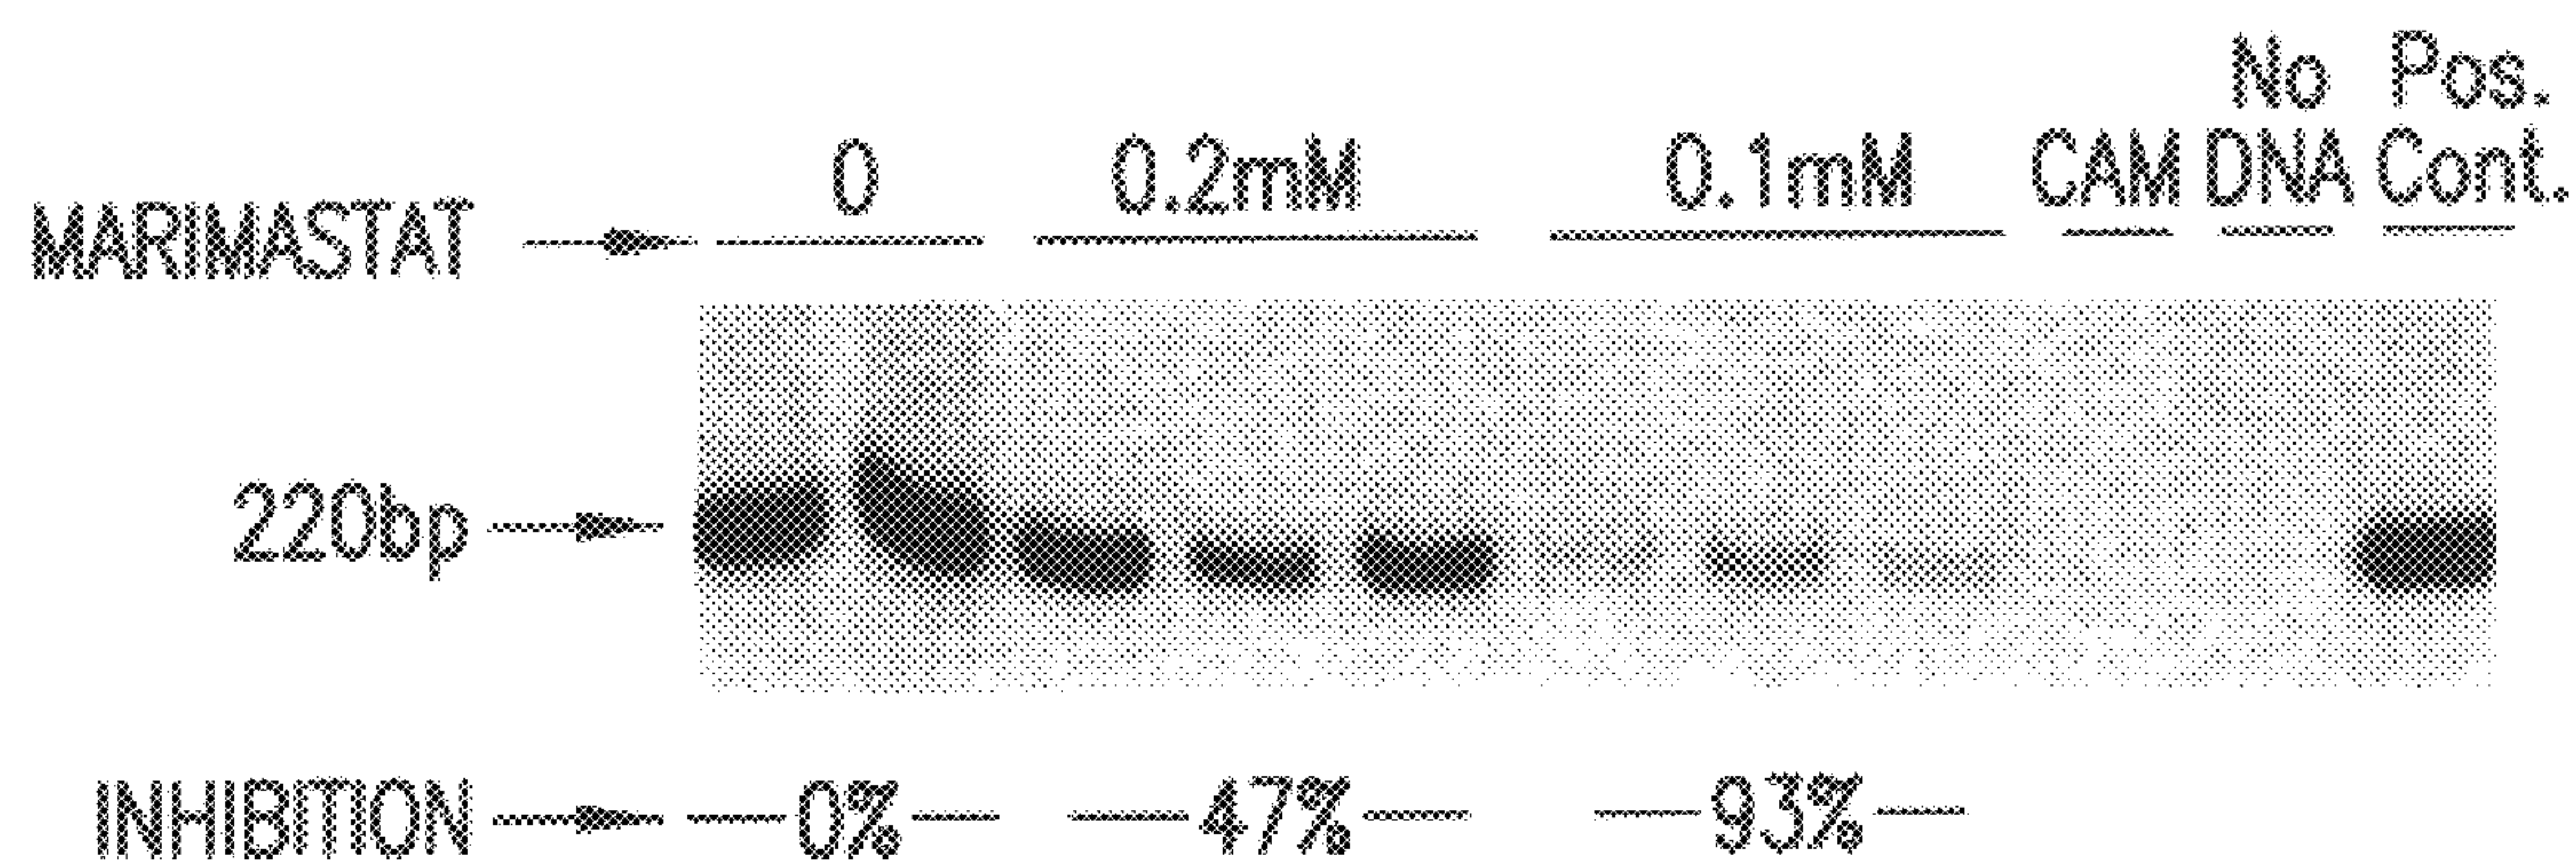 No Pos.
0 0.2mM 0.1mM CAM DNA Cont.
MARIMASTAT
220bp
INHIBITION 0% 47% 93%